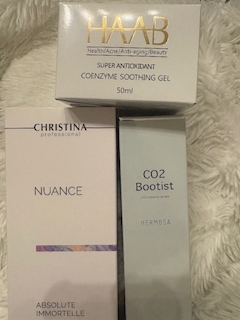 HAAB
Health/Acne/Anti-aging/Beauty
SUPER ANTIOXIDANT
COENZYME SOOTHING GEL
50ml
CHRISTINA
professional
NUANCE
ABSOLUTE
IMMORTELLE
CO2
Bootist
HERMOSA